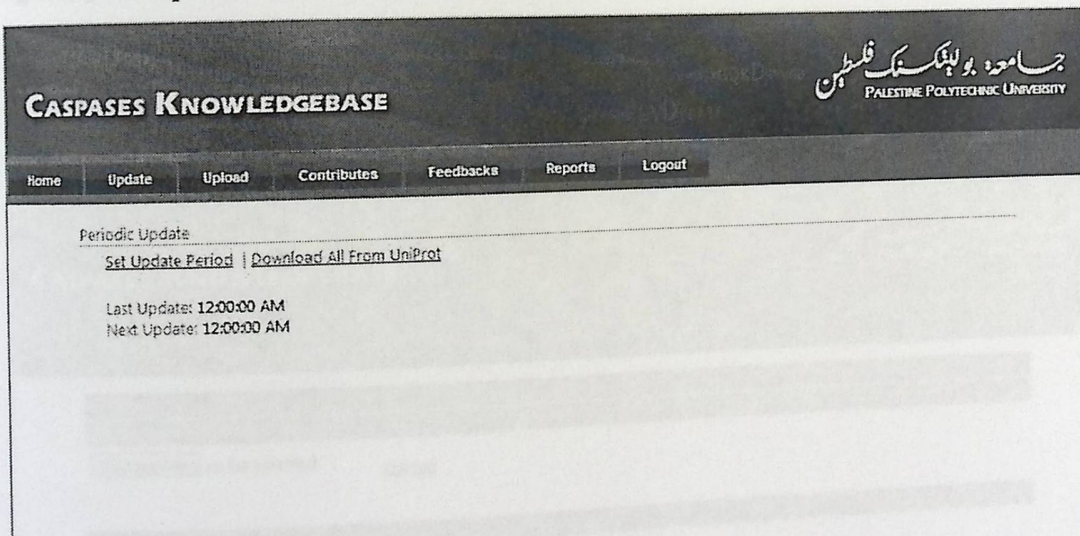 جامعة بوليتكنك فلسطين
PALESTINE POLYTECHNIC UNIVERSITY
CASPASES KNOWLEDGEBASE
Home Update Upload Contributes Feedbacks Reports Logout
Periodic Update
Set Update Period | Download All From UniProt
Last Update: 12:00:00 AM
Next Update: 12:00:00 AM